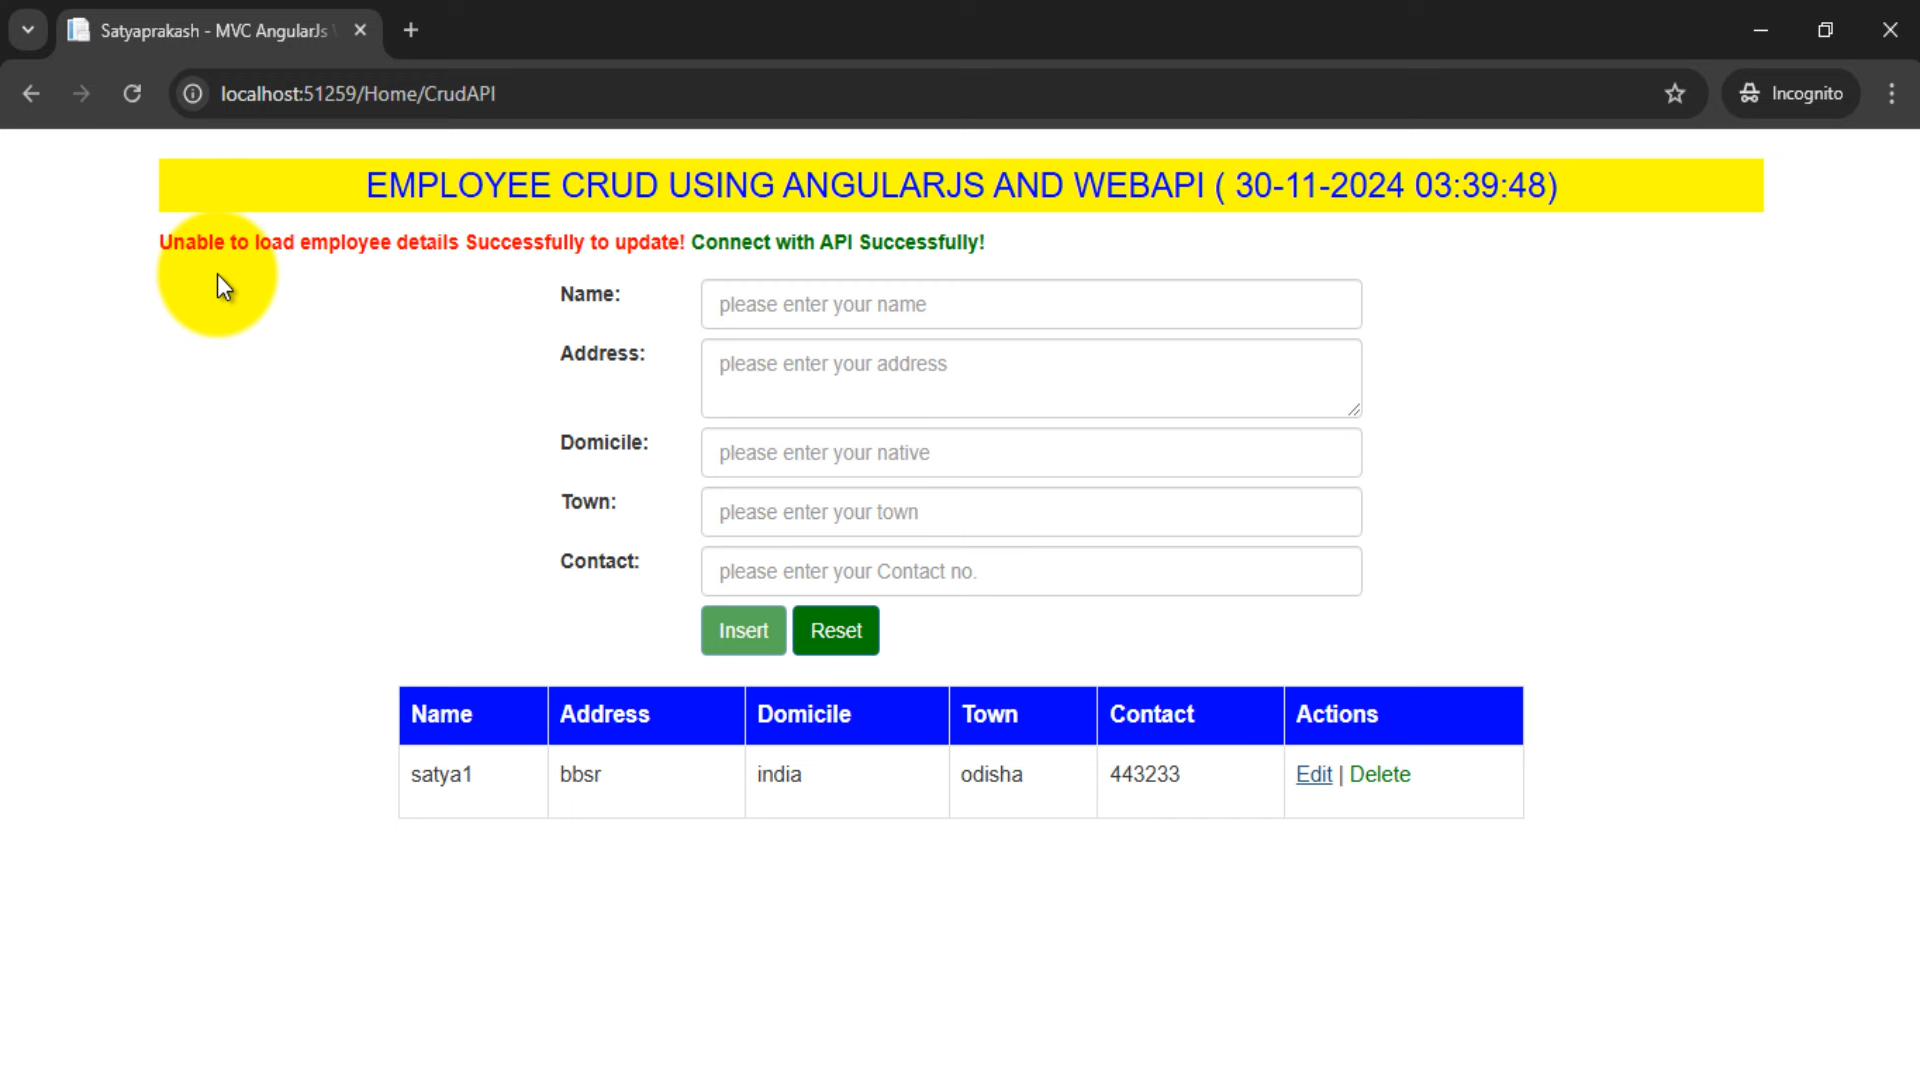 Satyaprakash - MVC AngularJs
localhost:51259/Home/CrudAPI
Incognito
EMPLOYEE CRUD USING ANGULARJS AND WEBAPI ( 30-11-2024 03:39:48)
Unable to load employee details Successfully to update! Connect with API Successfully!
Name: please enter your name
Address: please enter your address
Domicile: please enter your native
Town: please enter your town
Contact: please enter your Contact no.
Insert Reset
Name Address Domicile Town Contact Actions
satya1 bbsr india odisha 443233 Edit | Delete